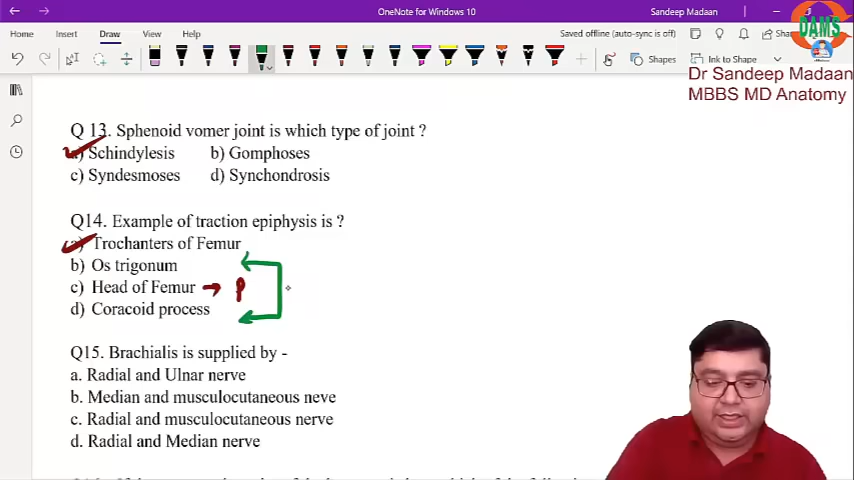 OneNote for Windows 10
Sandeep Madaan
Home Insert Draw View Help
Saved offline (auto-sync is off)
Share
Shapes
Ink to Shape
DAMS
Dr Sandeep Madaan
MBBS MD Anatomy
Q 13. Sphenoid vomer joint is which type of joint ?
a) Schindylesis b) Gomphoses
c) Syndesmoses d) Synchondrosis
Q14. Example of traction epiphysis is ?
a) Trochanters of Femur
b) Os trigonum
c) Head of Femur → P
d) Coracoid process
Q15. Brachialis is supplied by -
a. Radial and Ulnar nerve
b. Median and musculocutaneous neve
c. Radial and musculocutaneous nerve
d. Radial and Median nerve